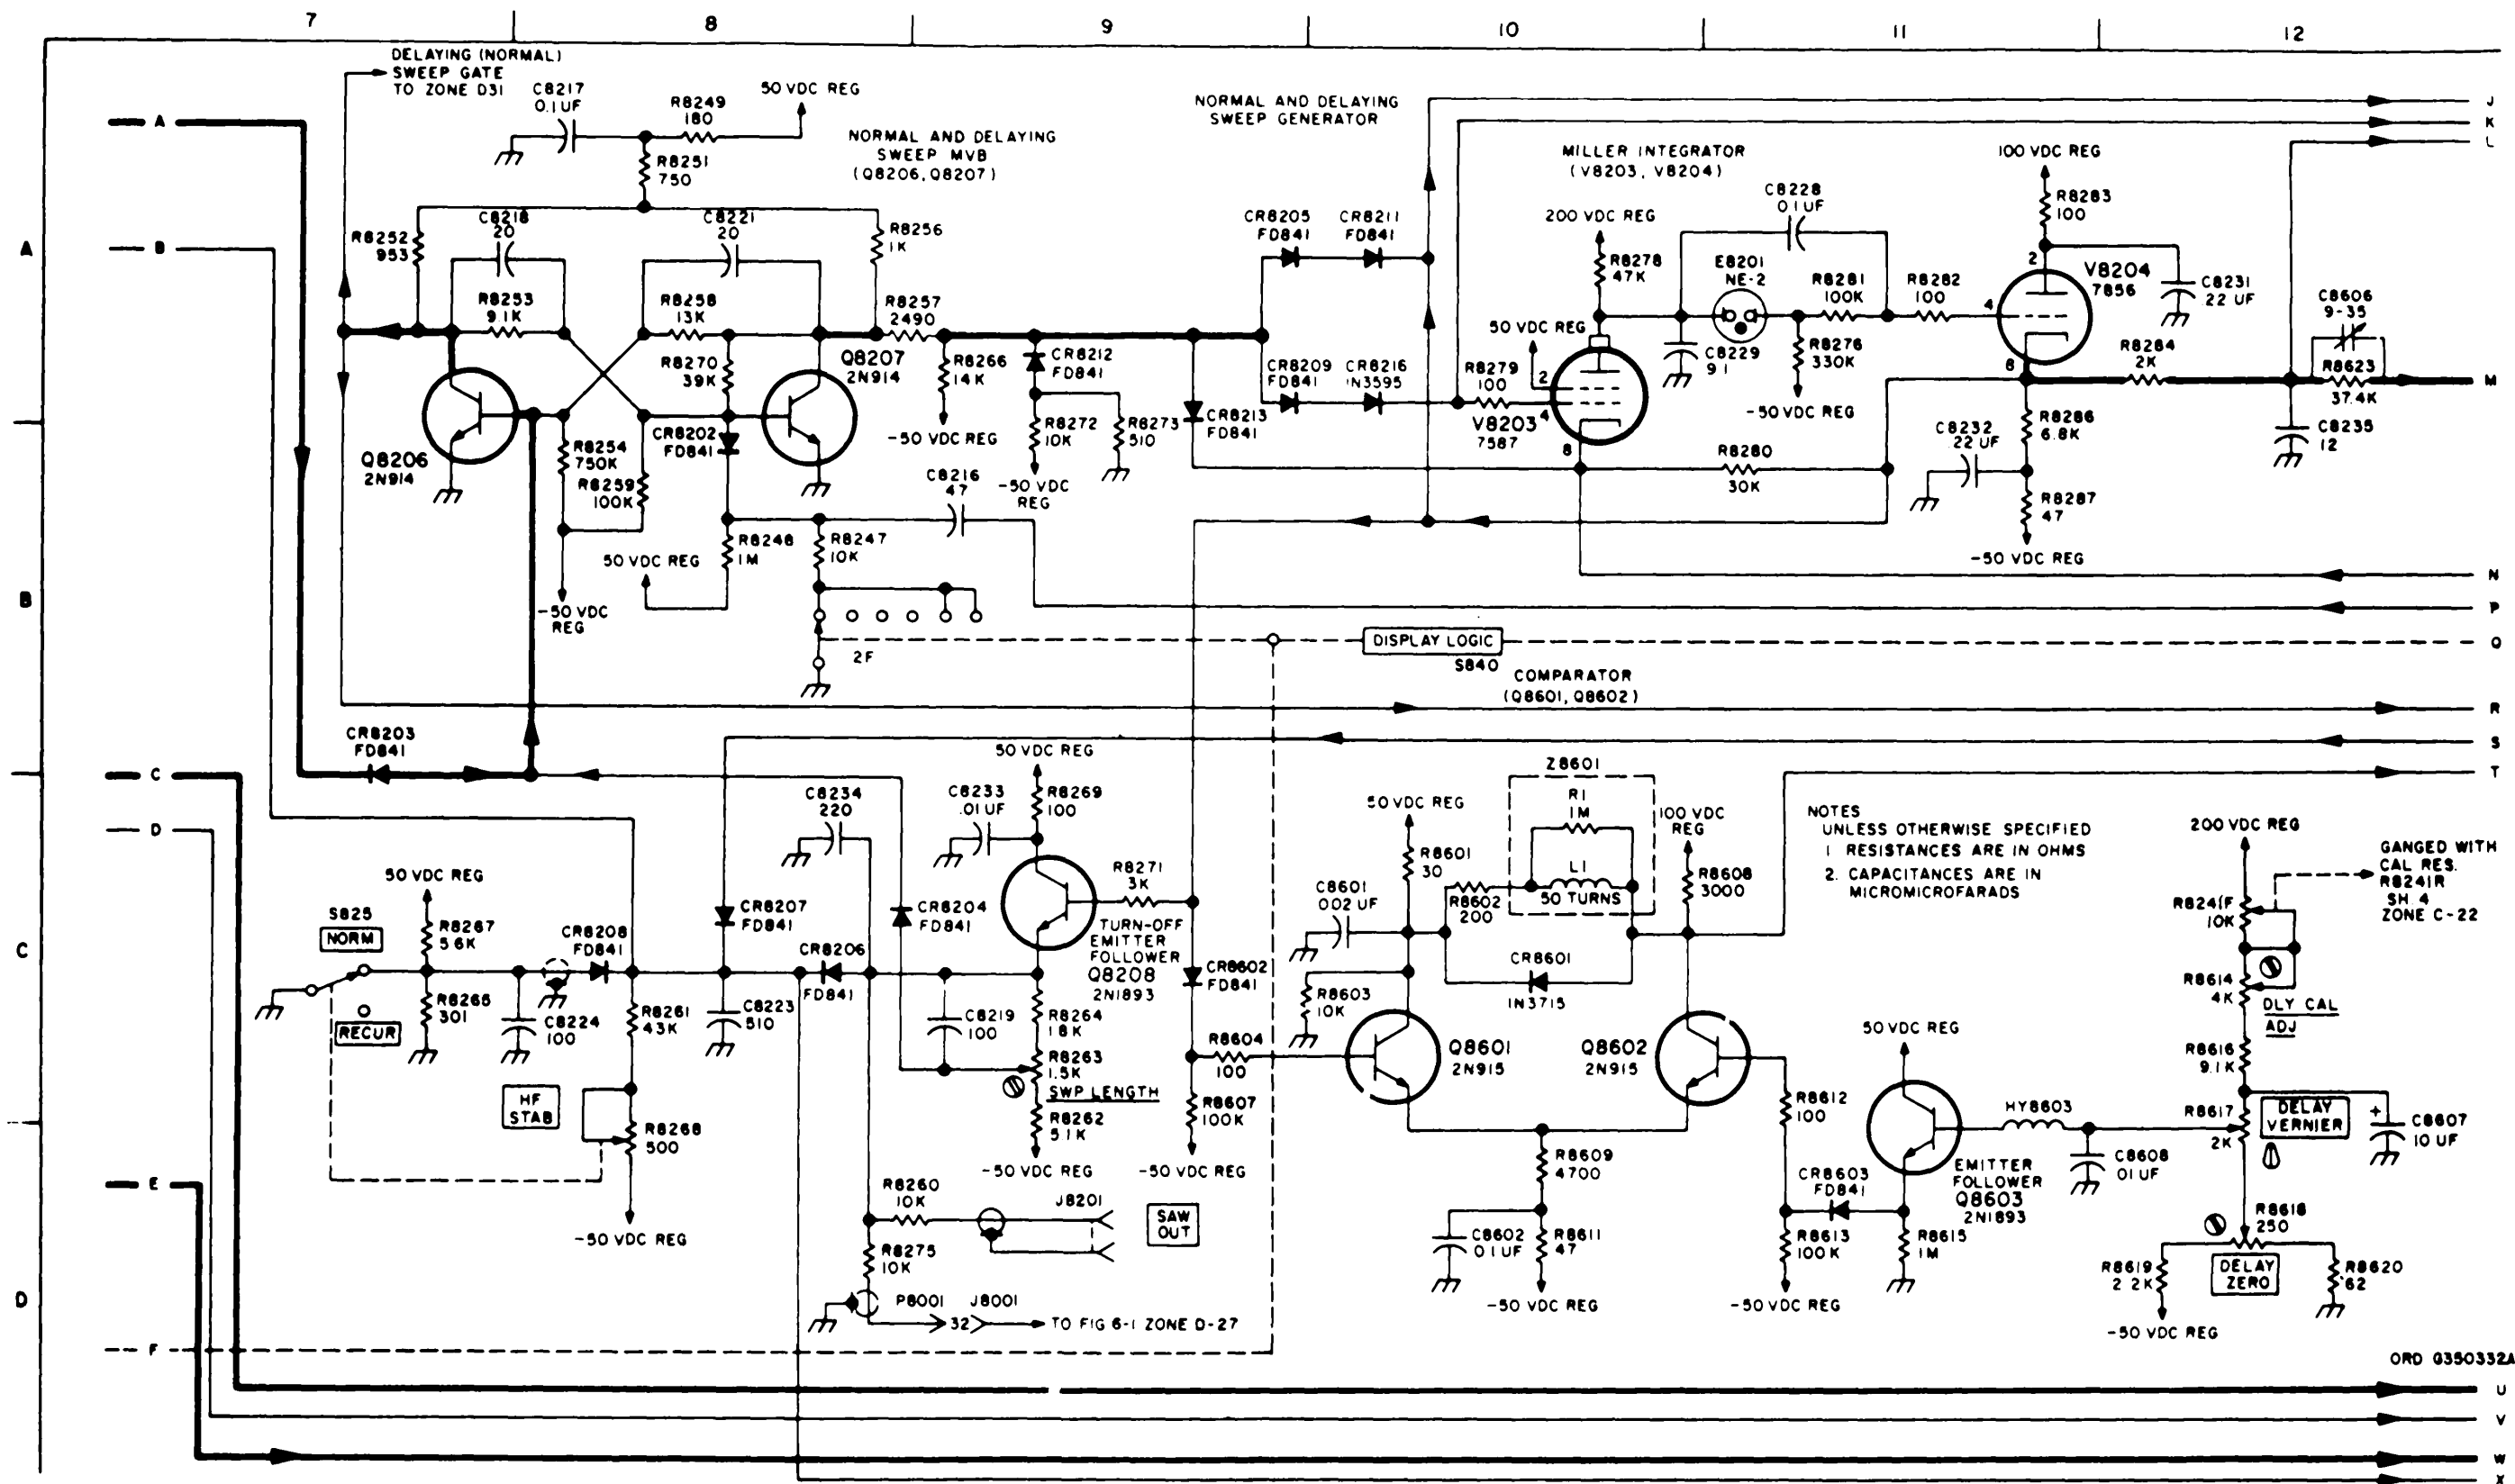 7
8
9
10
11
12
DELAYING (NORMAL)
SWEEP GATE
TO ZONE D31
C8217
0.1UF
R8249
180
50 VDC REG
NORMAL AND DELAYING
SWEEP MVB
(Q8206, Q8207)
NORMAL AND DELAYING
SWEEP GENERATOR
MILLER INTEGRATOR
(V8203, V8204)
100 VDC REG
J
K
L
A
B
A
R8251
750
C8218
20
C8221
20
R8252
953
R8256
1K
CR8205
FD841
CR8211
FD841
200 VDC REG
C8228
0.1UF
R8283
100
R8278
47K
E8201
NE-2
R8281
100K
R8282
100
2
V8204
7856
C8231
.22 UF
C8606
9-35
R8253
9.1K
R8258
13K
R8257
2490
50 VDC REG
4
R8270
39K
Q8207
2N914
R8266
14K
CR8212
FD841
CR8209
FD841
CR8216
1N3595
R8279
100
2
4
C8229
91
R8276
330K
8
R8284
2K
R8623
37.4K
M
-50 VDC REG
Q8206
2N914
R8254
750K
R8259
100K
CR8202
FD841
-50 VDC REG
R8272
10K
R8273
510
CR8213
FD841
V8203
7587
8
R8280
30K
C8232
.22 UF
R8286
6.8K
C8235
12
C8216
47
-50 VDC
REG
R8287
47
-50 VDC REG
R8248
1M
R8247
10K
50 VDC REG
-50 VDC
REG
B
N
P
2F
DISPLAY LOGIC
S840
Q
COMPARATOR
(Q8601, Q8602)
R
S
T
CR8203
FD841
C
D
50 VDC REG
C8234
220
C8233
.01UF
R8269
100
Z8601
R1
1M
L1
50 TURNS
50 VDC REG
100 VDC
REG
R8601
30
R8602
200
R8608
3000
C8601
.002 UF
NOTES
UNLESS OTHERWISE SPECIFIED
1 RESISTANCES ARE IN OHMS
2. CAPACITANCES ARE IN
MICROMICROFARADS
200 VDC REG
GANGED WITH
CAL RES.
R8241R
SH. 4
ZONE C-22
R8241F
10K
50 VDC REG
S825
NORM
RECUR
R8267
5.6K
R8265
301
CR8208
FD841
C8224
100
R8261
43K
CR8207
FD841
CR8206
FD841
C8223
510
CR8204
FD841
R8271
3K
TURN-OFF
EMITTER
FOLLOWER
Q8208
2N1893
C8219
100
R8264
18K
R8263
1.5K
SWP LENGTH
R8262
5.1K
-50 VDC REG
CR8602
FD841
R8603
10K
CR8601
1N3715
R8604
100
R8607
100K
-50 VDC REG
Q8601
2N915
Q8602
2N915
C
R8614
4K
DLY CAL
ADJ
R8616
9.1K
50 VDC REG
R8612
100
HY8603
R8617
2K
DELAY
VERNIER
C8607
10 UF
+
C8608
.01UF
HF
STAB
R8268
500
-50 VDC REG
E
R8260
10K
J8201
SAW
OUT
R8275
10K
P8001
J8001
32
TO FIG 6-1 ZONE D-27
R8609
4700
C8602
0.1UF
R8611
47
-50 VDC REG
CR8603
FD841
EMITTER
FOLLOWER
Q8603
2N1893
R8613
100K
R8615
1M
-50 VDC REG
R8618
250
DELAY
ZERO
R8619
2.2K
R8620
62
-50 VDC REG
D
F
ORD G350332A
U
V
W
X